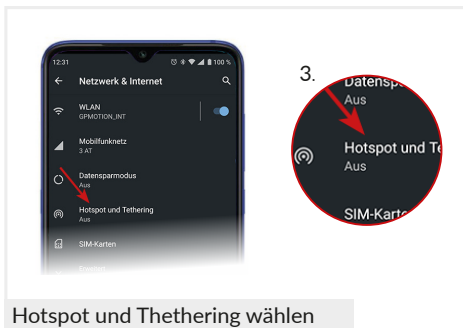 12:31
100 %
Netzwerk & Internet
WLAN
GPMOTION_INT
Mobilfunknetz
3 AT
Datensparmodus
Aus
Hotspot und Tethering
Aus
SIM-Karten
3.
Datensp
Aus
Hotspot und Te
Aus
SIM-Karte
Hotspot und Thethering wählen